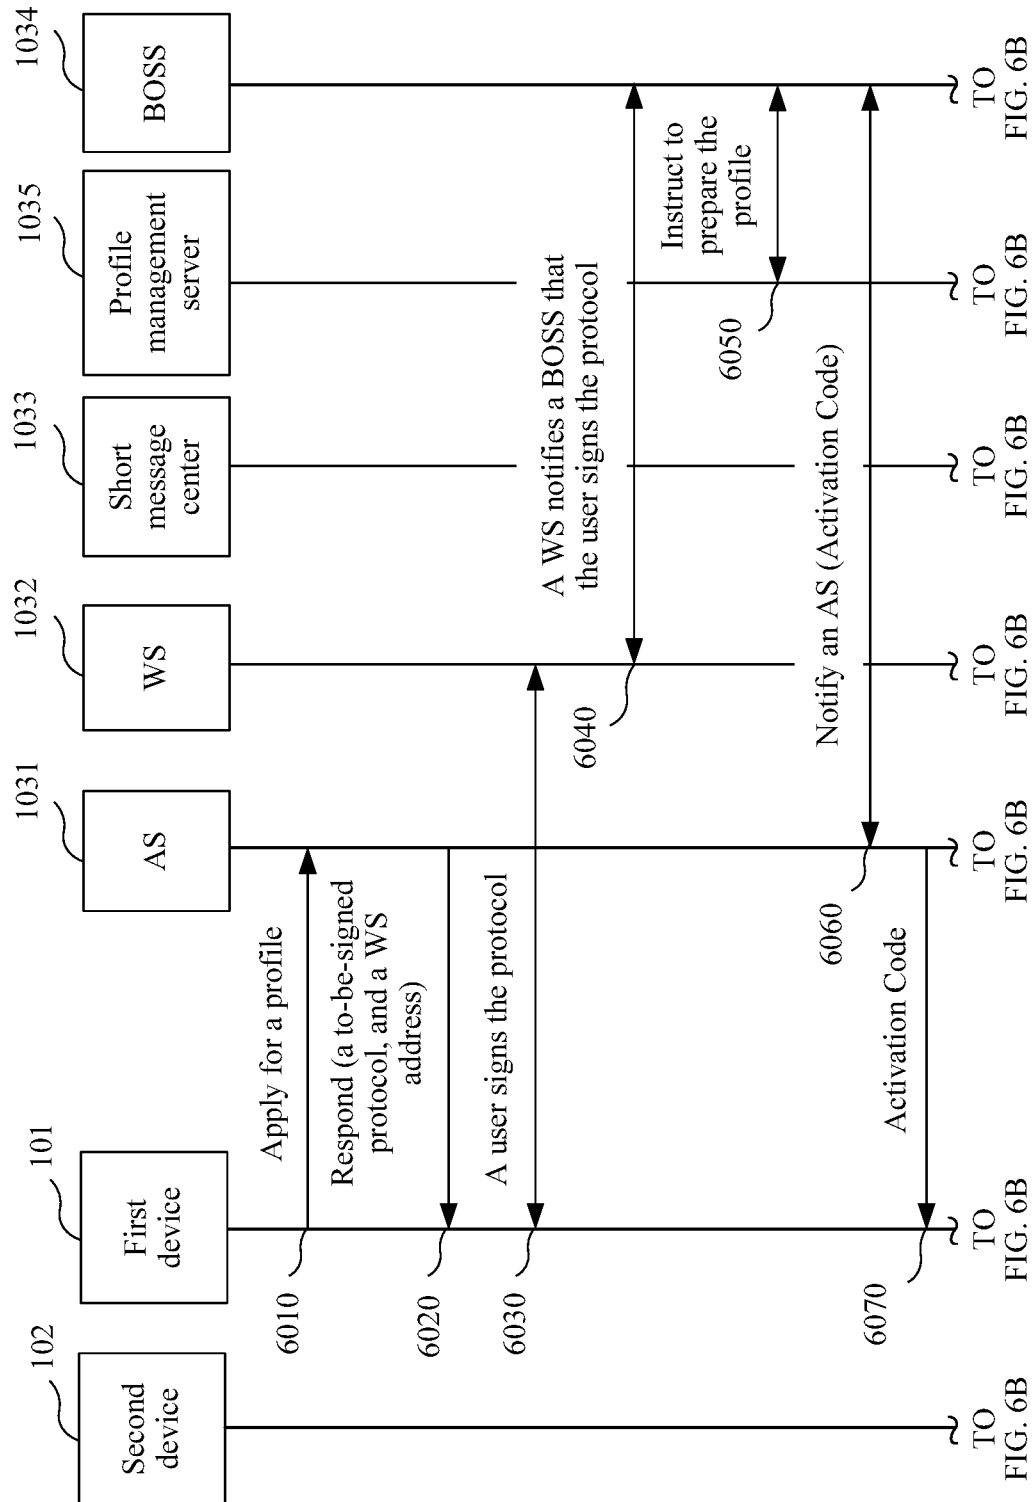 102
101
1031
1032
1033
1035
1034
Second
device
First
device
AS
WS
Short
message
center
Profile
management
server
BOSS
6010
Apply for a profile
Respond (a to-be-signed
protocol, and a WS
address)
6020
A user signs the protocol
6030
A WS notifies a BOSS that
the user signs the protocol
6040
Instruct to
prepare the
profile
6050
Notify an AS (Activation Code)
6060
Activation Code
6070
TO
FIG. 6B
TO
FIG. 6B
TO
FIG. 6B
TO
FIG. 6B
TO
FIG. 6B
TO
FIG. 6B
TO
FIG. 6B